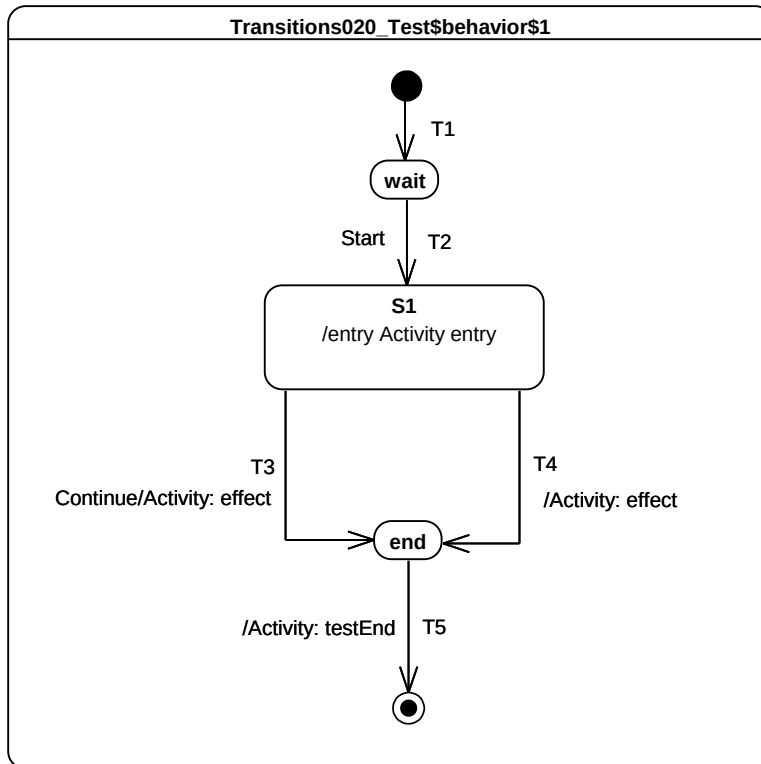 Transitions020_Test$behavior$1
T1
wait
Start
T2
S1
/entry Activity entry
T3
Continue/Activity: effect
T4
/Activity: effect
end
/Activity: testEnd
T5